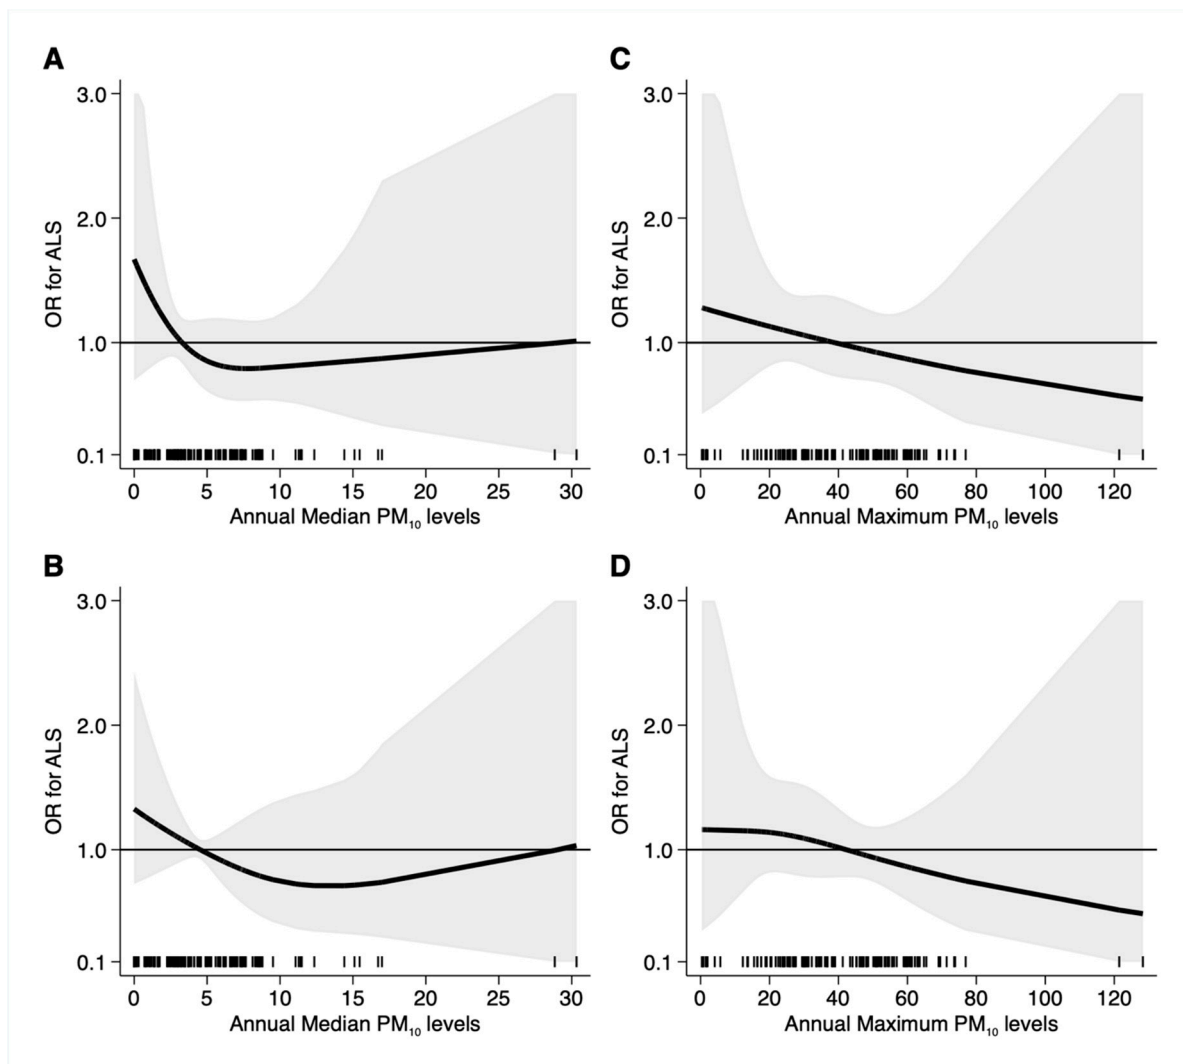 A
3.0
2.0
1.0
0.1
OR for ALS
0 5 10 15 20 25 30
Annual Median PM₁₀ levels
C
3.0
2.0
1.0
0.1
OR for ALS
0 20 40 60 80 100 120
Annual Maximum PM₁₀ levels
B
3.0
2.0
1.0
0.1
OR for ALS
0 5 10 15 20 25 30
Annual Median PM₁₀ levels
D
3.0
2.0
1.0
0.1
OR for ALS
0 20 40 60 80 100 120
Annual Maximum PM₁₀ levels